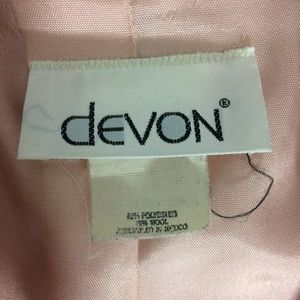 devon®
POLYESTER
WOOL
ASSEMBLED IN MEXICO